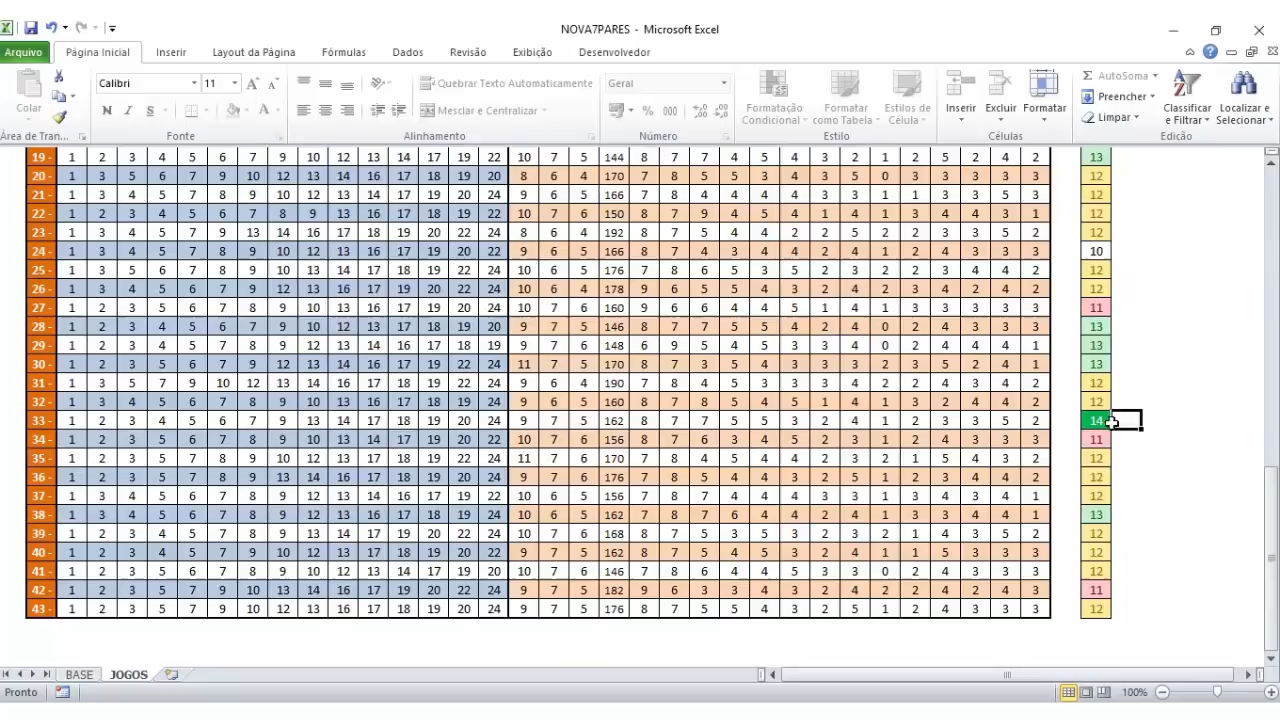 NOVA7PARES - Microsoft Excel
Arquivo Página Inicial Inserir Layout da Página Fórmulas Dados Revisão Exibição Desenvolvedor
Colar Calibri 11 Quebrar Texto Automaticamente Geral Formatação Condicional Formatar como Tabela Estilos de Célula Inserir Excluir Formatar Σ AutoSoma Preencher Limpar Classificar e Filtrar Localizar e Selecionar
N I S Mesclar e Centralizar % 000
Área de Tran... Fonte Alinhamento Número Estilo Células Edição
19 - 1 2 3 4 5 6 7 9 10 12 13 14 17 19 22 10 7 5 144 8 7 7 4 5 4 3 2 1 2 5 2 4 2 13
20 - 1 3 5 6 7 9 10 12 13 14 16 17 18 19 20 8 6 4 170 7 8 5 5 3 4 3 5 0 3 3 3 3 3 12
21 - 1 3 4 5 7 8 9 10 12 13 14 17 19 20 24 9 6 5 166 7 8 4 4 4 4 3 3 1 1 3 3 5 3 12
22 - 1 2 3 4 5 6 7 8 9 13 16 17 18 19 22 10 7 6 150 8 7 9 4 5 4 1 4 1 3 4 4 3 1 12
23 - 1 3 4 5 7 9 13 14 16 17 18 19 20 22 24 8 6 4 192 8 7 5 4 4 2 2 5 2 2 3 3 5 2 12
24 - 1 3 4 5 7 8 9 10 12 13 16 17 19 20 22 9 6 5 166 8 7 4 3 4 4 2 4 1 2 4 3 3 3 10
25 - 1 3 5 6 7 8 9 10 13 14 17 18 19 22 24 10 6 5 176 7 8 6 5 3 5 2 3 2 2 3 4 4 2 12
26 - 1 3 4 5 6 7 9 12 13 16 17 18 19 22 24 10 6 4 178 9 6 5 5 4 3 2 4 2 3 4 2 4 2 12
27 - 1 2 3 5 6 7 8 9 10 13 14 16 17 19 20 10 7 6 160 9 6 6 4 4 5 1 4 1 3 3 3 3 3 11
28 - 1 2 3 4 5 6 7 9 10 12 13 17 18 19 20 9 7 5 146 8 7 7 5 5 4 2 4 0 2 4 3 3 3 13
29 - 1 2 3 4 5 7 8 9 12 13 14 16 17 18 19 9 7 6 148 6 9 5 4 5 3 3 4 0 2 4 4 4 1 13
30 - 1 2 3 4 5 7 9 12 13 14 16 17 19 22 24 11 7 5 170 8 7 3 5 4 3 3 3 2 3 5 2 4 1 13
31 - 1 3 5 7 9 10 12 13 14 16 17 18 19 22 24 9 6 4 190 7 8 4 5 3 3 3 4 2 3 4 3 4 2 12
32 - 1 3 4 5 6 7 8 9 12 13 16 17 18 19 22 10 6 5 160 8 7 8 5 4 5 1 4 1 3 2 4 4 2 12
33 - 1 2 3 4 5 6 7 9 13 14 17 18 19 20 24 9 7 5 162 8 7 7 5 5 3 2 4 1 2 3 3 5 2 14
34 - 1 2 3 5 6 7 8 9 10 13 14 17 18 19 24 10 7 6 156 8 7 6 3 4 5 2 3 1 2 4 3 4 2 11
35 - 1 2 3 5 7 8 9 10 12 13 14 17 19 22 24 11 7 6 170 7 8 5 4 4 4 2 3 2 1 5 4 3 2 12
36 - 1 2 3 5 7 8 9 13 14 16 17 18 20 22 24 9 7 6 176 7 8 5 4 4 3 2 5 1 2 3 4 4 2 12
37 - 1 3 4 5 6 7 8 9 12 13 14 16 17 19 22 10 6 5 156 7 8 7 4 4 4 3 3 1 3 4 3 4 1 12
38 - 1 3 4 5 6 7 8 9 12 13 14 17 18 19 24 10 6 5 162 7 8 7 6 4 4 2 4 1 3 3 4 4 1 13
39 - 1 2 3 4 5 7 8 9 13 14 17 18 19 20 24 10 7 6 168 7 8 5 3 5 3 2 3 2 1 4 3 5 2 12
40 - 1 2 3 4 5 7 9 10 12 13 17 18 19 20 22 9 7 5 162 8 7 5 4 5 3 2 4 1 1 5 3 3 3 12
41 - 1 2 3 5 6 7 8 9 10 12 13 14 17 19 20 10 7 6 146 7 8 6 4 4 5 3 3 0 2 4 3 4 2 12
42 - 1 2 3 5 7 9 10 13 14 16 17 18 19 22 24 9 7 5 182 9 6 3 3 4 3 2 4 2 2 4 2 4 3 11
43 - 1 2 3 5 6 7 9 10 12 13 16 18 19 20 24 9 7 5 176 8 7 5 5 4 3 2 5 1 2 4 3 3 3 12
BASE JOGOS
Pronto 100%